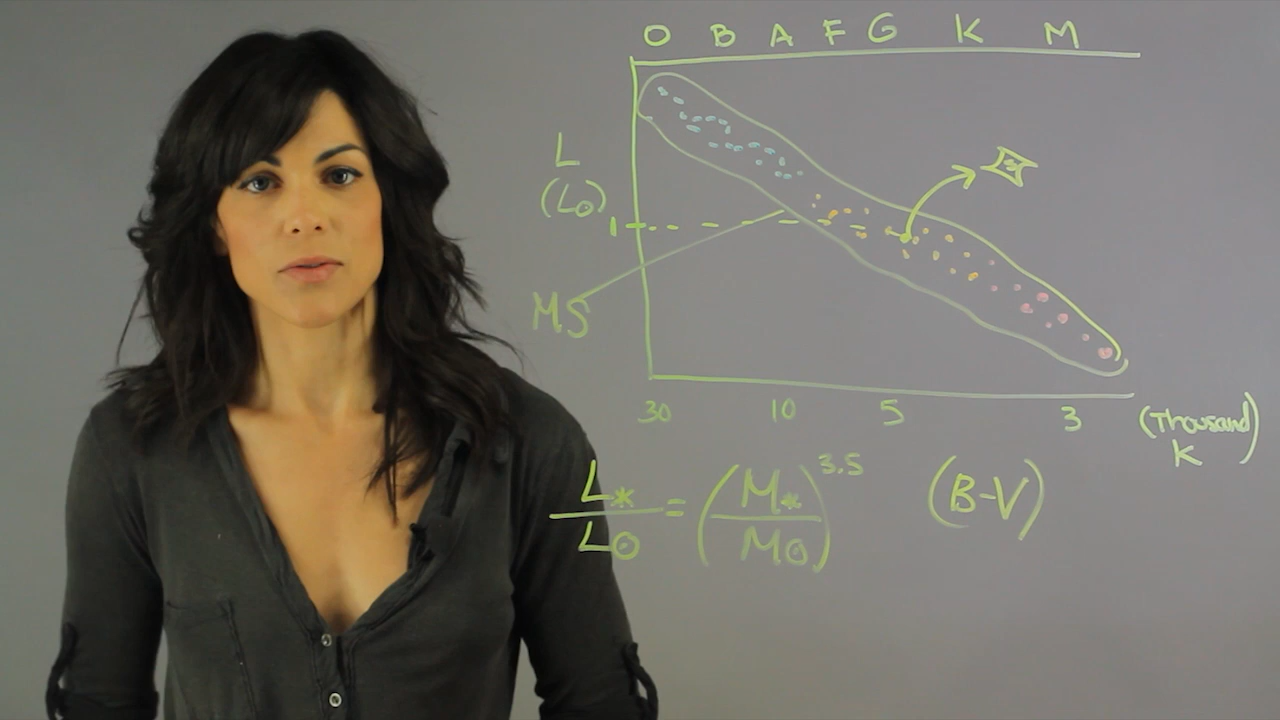 O B A F G K M
L
(L⊙)
1
MS
30 10 5 3 (Thousand
K)
L* / L⊙ = (M* / M⊙)^3.5 (B-V)